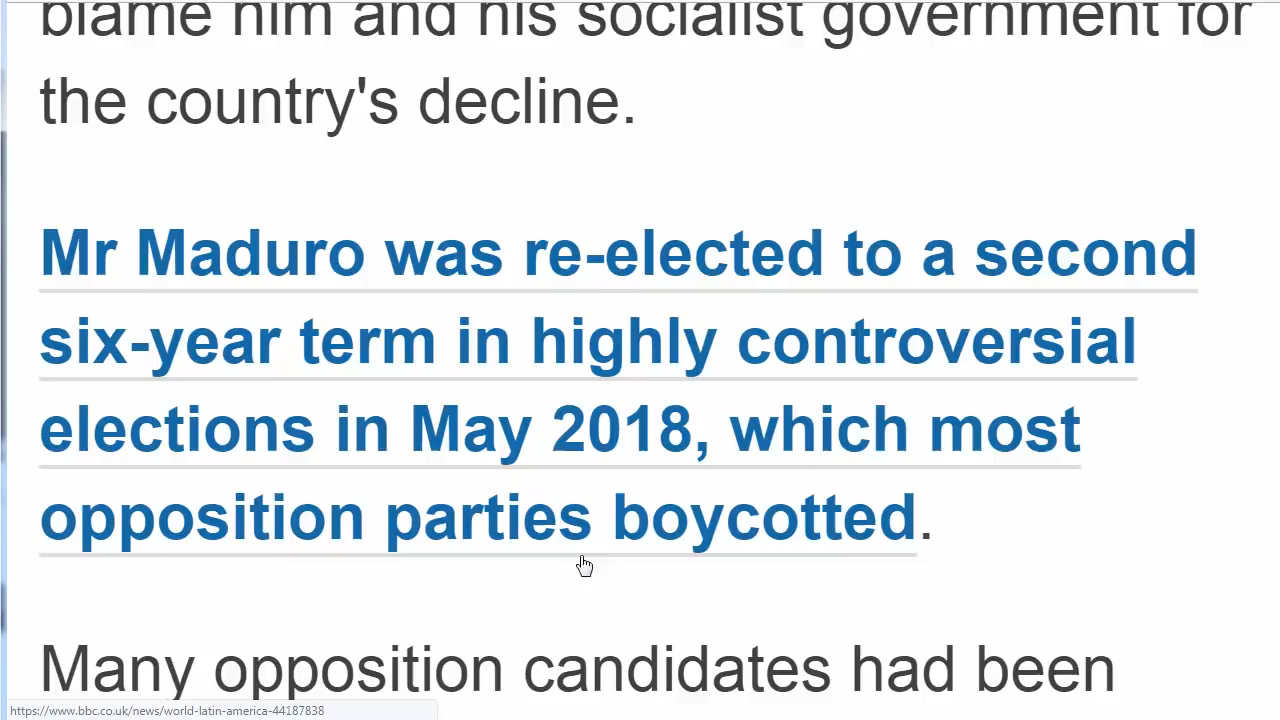 blame him and his socialist government for
the country's decline.
Mr Maduro was re-elected to a second
six-year term in highly controversial
elections in May 2018, which most
opposition parties boycotted.
Many opposition candidates had been
https://www.bbc.co.uk/news/world-latin-america-44187838